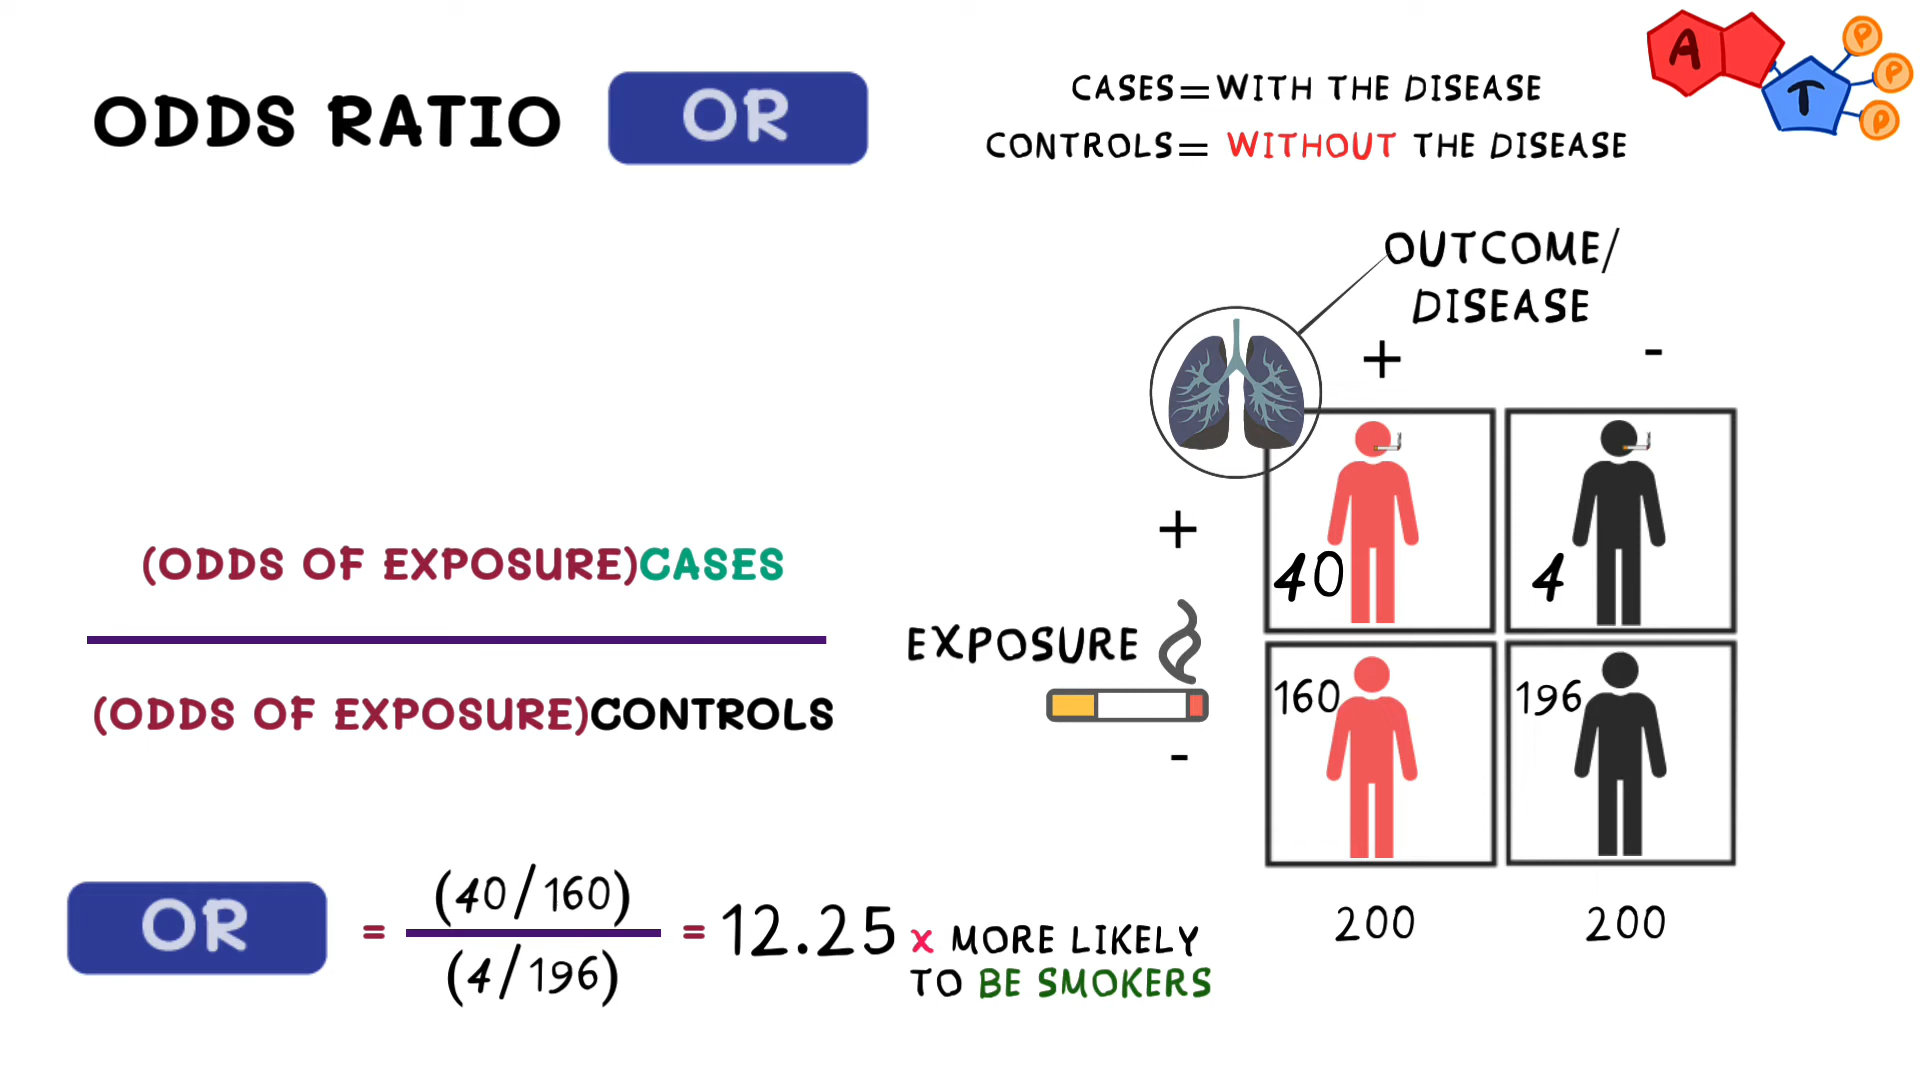 ODDS RATIO OR
CASES=WITH THE DISEASE
CONTROLS= WITHOUT THE DISEASE
A T P P P
OUTCOME/
DISEASE
+ -
+
40 4
EXPOSURE
160 196
-
200 200
(ODDS OF EXPOSURE)CASES
(ODDS OF EXPOSURE)CONTROLS
OR = (40/160) = 12.25 x MORE LIKELY
(4/196) TO BE SMOKERS